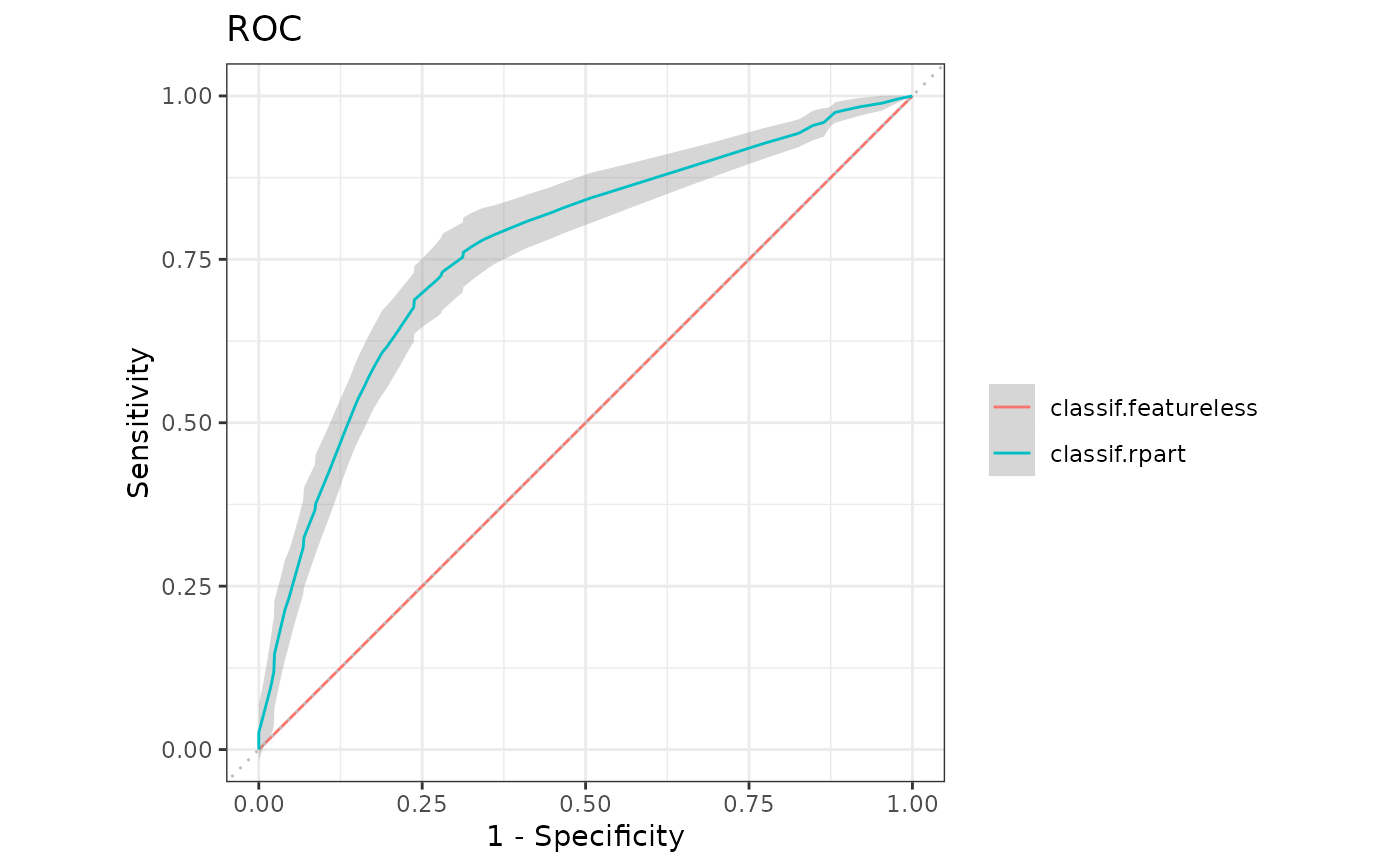 ROC
1.00
0.75
0.50
0.25
0.00
Sensitivity
0.00 0.25 0.50 0.75 1.00
1 - Specificity
classif.featureless
classif.rpart